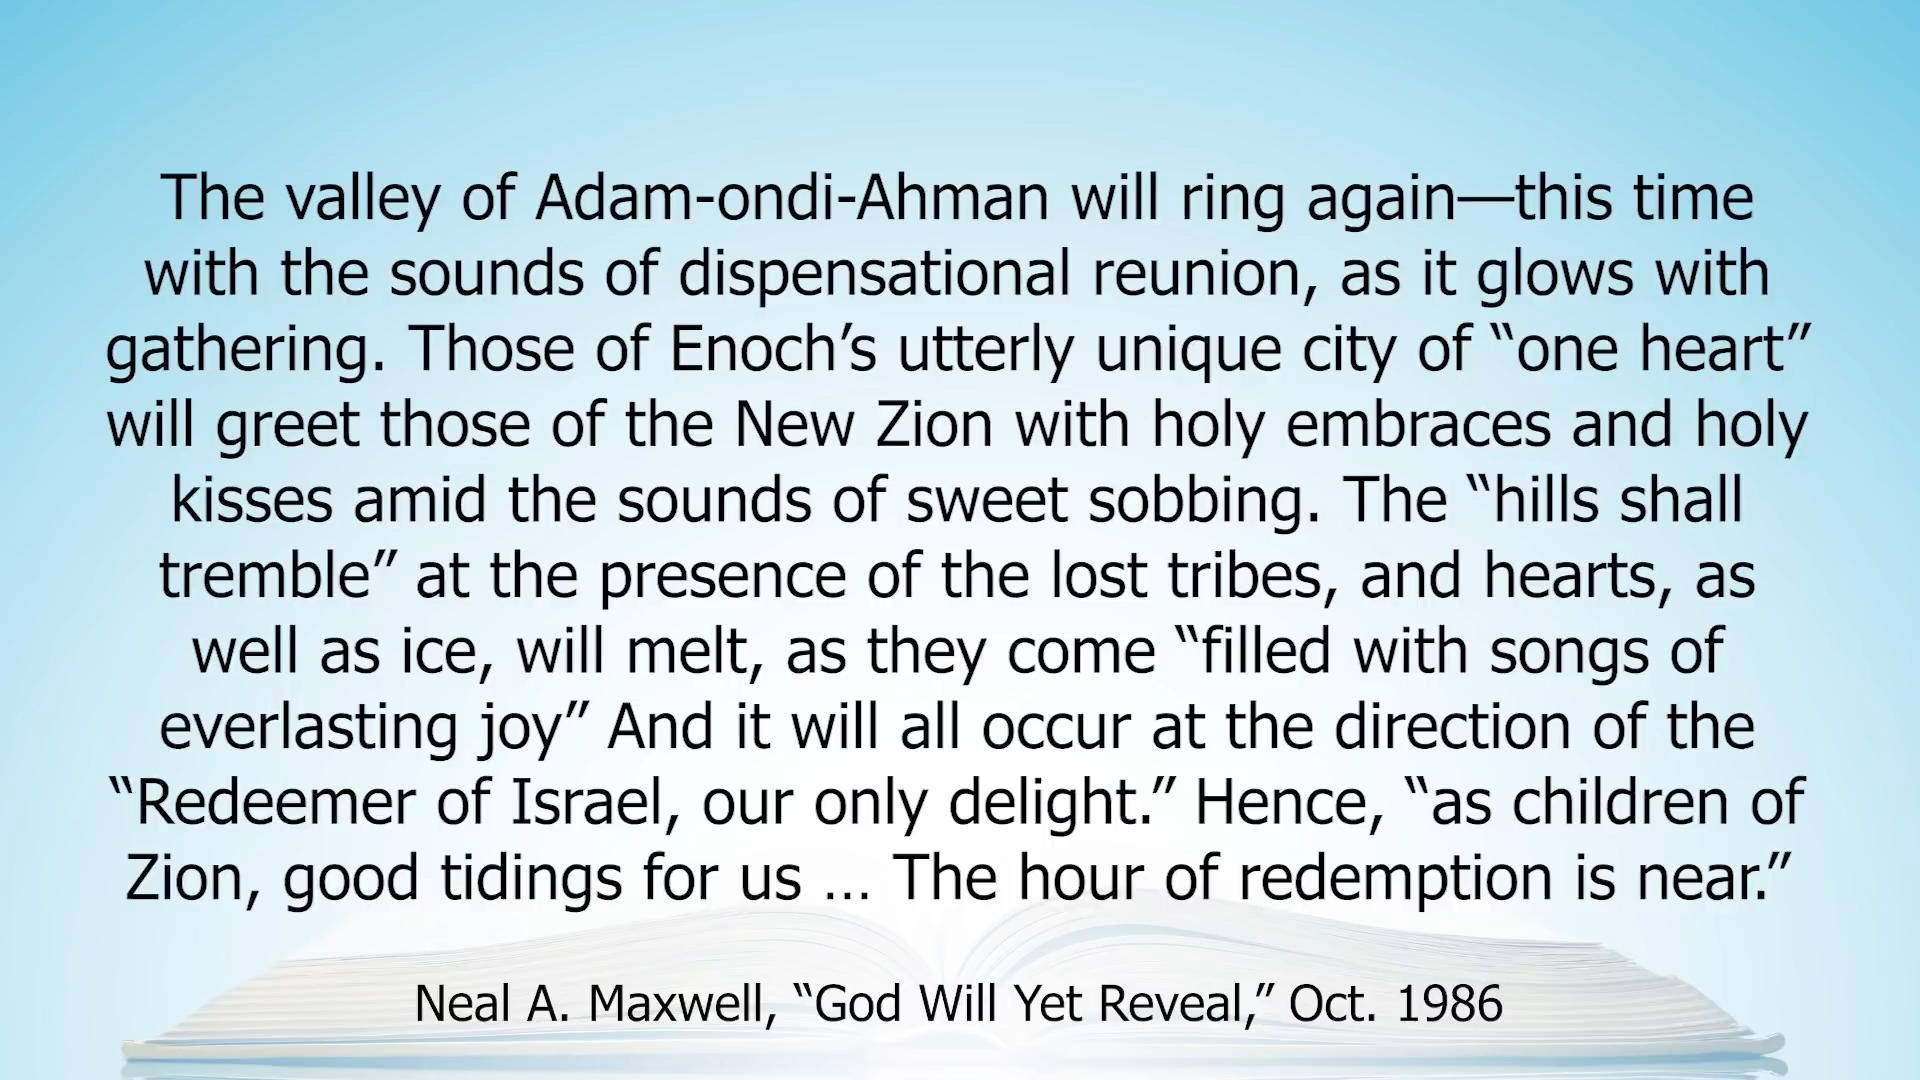 The valley of Adam-ondi-Ahman will ring again—this time
with the sounds of dispensational reunion, as it glows with
gathering. Those of Enoch’s utterly unique city of “one heart”
will greet those of the New Zion with holy embraces and holy
kisses amid the sounds of sweet sobbing. The “hills shall
tremble” at the presence of the lost tribes, and hearts, as
well as ice, will melt, as they come “filled with songs of
everlasting joy” And it will all occur at the direction of the
“Redeemer of Israel, our only delight.” Hence, “as children of
Zion, good tidings for us … The hour of redemption is near.”
Neal A. Maxwell, “God Will Yet Reveal,” Oct. 1986